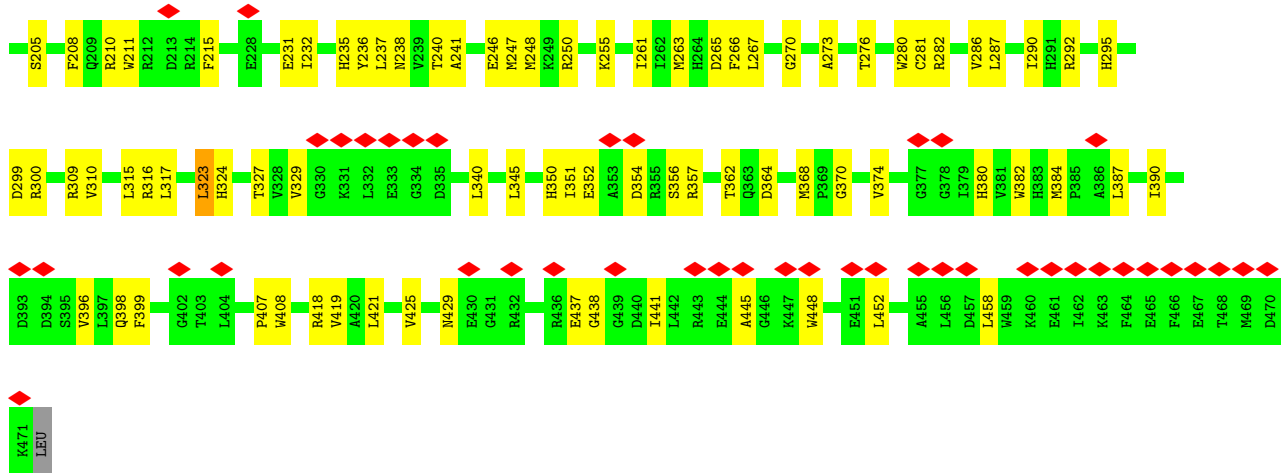 S205 F208 Q209 R210 W211 R212 D213 R214 F215 E228 E231 I232 H235 Y236 L237 N238 V239 T240 A241 E246 M247 M248 K249 R250 K255 I261 I262 M263 H264 D265 F266 L267 G270 A273 T276 W280 C281 R282 V286 L287 I290 H291 R292 H295
D299 R300 R309 V310 L315 R316 L317 L323 H324 T327 V328 V329 G330 K331 L332 E333 G334 D335 L340 L345 H350 I351 E352 A353 D354 R355 S356 R357 T362 Q363 D364 M368 P369 G370 V374 G377 G378 I379 H380 V381 W382 H383 M384 P385 A386 L387 I390
D393 D394 S395 V396 L397 Q398 F399 G402 T403 L404 P407 W408 R418 V419 A420 L421 V425 N429 E430 G431 R432 R436 E437 G438 G439 D440 I441 L442 R443 E444 A445 G446 K447 W448 E451 L452 A455 L456 D457 L458 W459 K460 E461 I462 K463 F464 E465 F466 E467 T468 M469 D470
K471 LEU